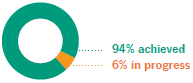 94% achieved
6% in progress